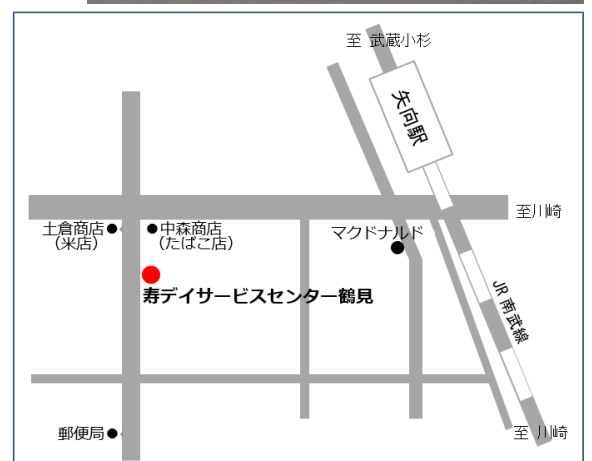 至 武蔵小杉
矢向駅
至川崎
土倉商店
（米店）
中森商店
（たばこ店）
マクドナルド
寿デイサービスセンター鶴見
JR 南武線
郵便局
至 川崎